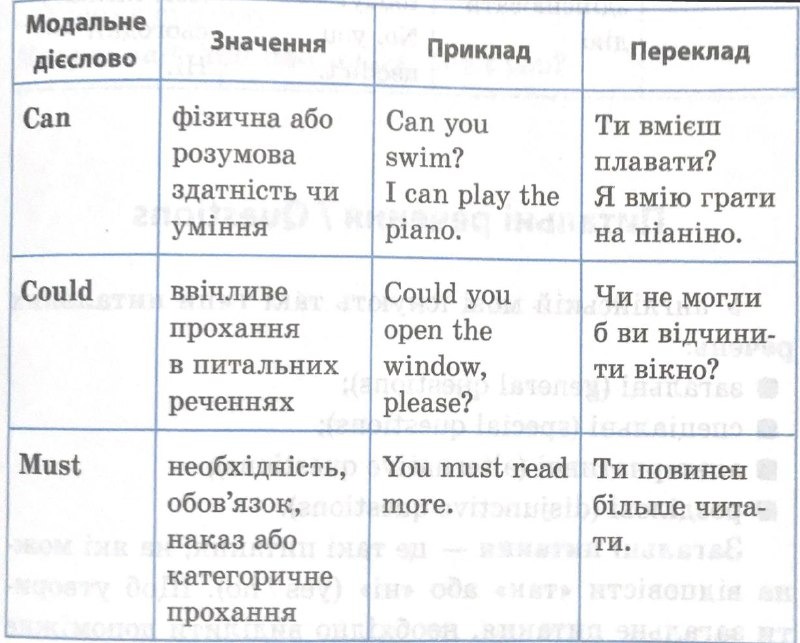 Модальне
дієслово
Значення
Приклад
Переклад
Can
фізична або
розумова
здатність чи
уміння
Can you
swim?
I can play the
piano.
Ти вмієш
плавати?
Я вмію грати
на піаніно.
Could
ввічливе
прохання
в питальних
реченнях
Could you
open the
window,
please?
Чи не могли
б ви відчини-
ти вікно?
Must
необхідність,
обов’язок,
наказ або
категоричне
прохання
You must read
more.
Ти повинен
більше чита-
ти.